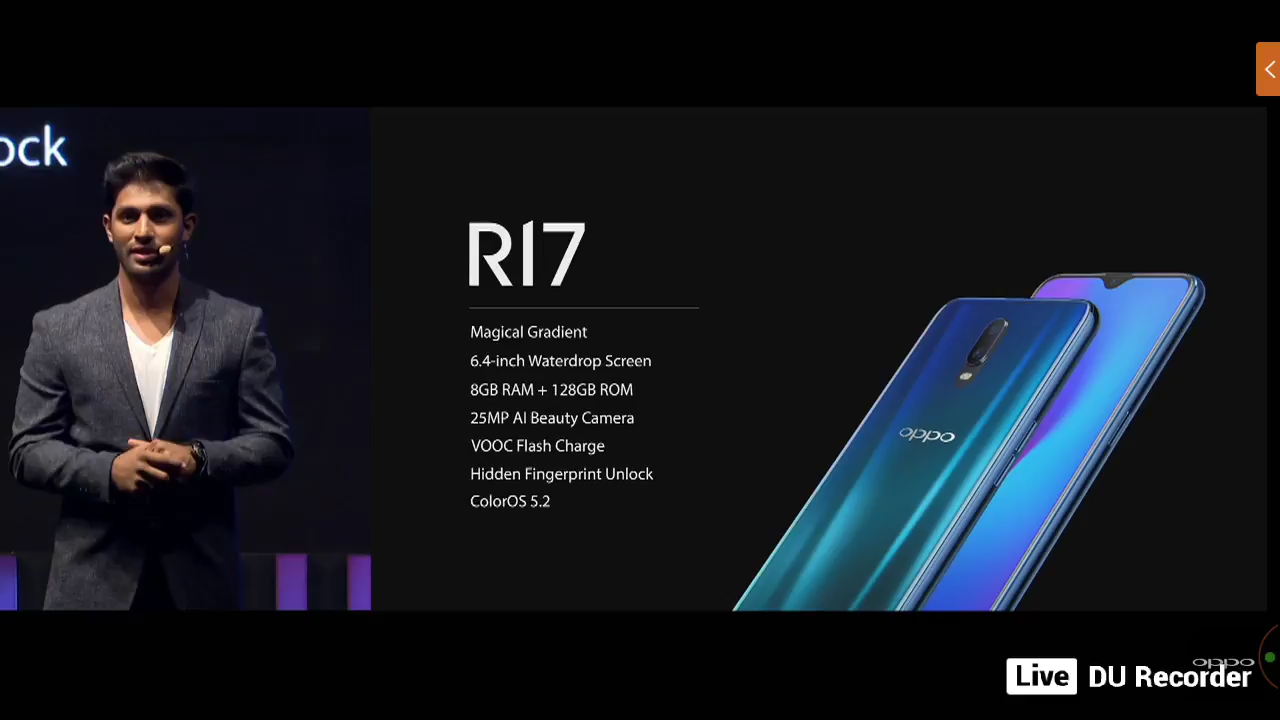 ock
R17
Magical Gradient
6.4-inch Waterdrop Screen
8GB RAM + 128GB ROM
25MP AI Beauty Camera
VOOC Flash Charge
Hidden Fingerprint Unlock
ColorOS 5.2
oppo
oppo
Live DU Recorder